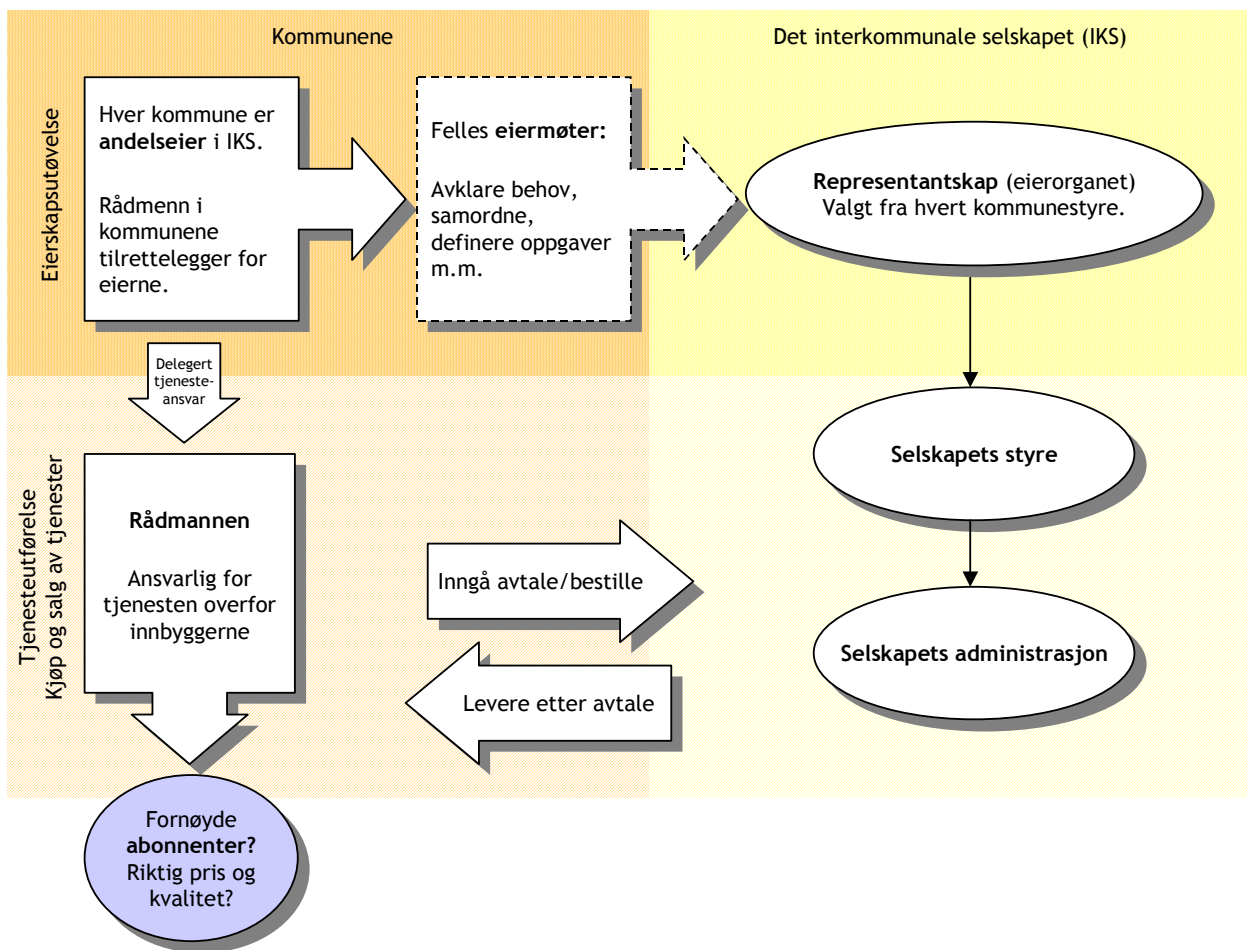 Kommunene
Det interkommunale selskapet (IKS)
Eierskapsutøvelse
Hver kommune er
andelseier i IKS.
Rådmenn i
kommunene
tilrettelegger for
eierne.
Felles eiermøter:
Avklare behov,
samordne,
definere oppgaver
m.m.
Representantskap (eierorganet)
Valgt fra hvert kommunestyre.
Delegert
tjeneste-
ansvar
Tjenesteutførelse
Kjøp og salg av tjenester
Rådmannen
Ansvarlig for
tjenesten overfor
innbyggerne
Inngå avtale/bestille
Levere etter avtale
Selskapets styre
Selskapets administrasjon
Fornøyde
abonnenter?
Riktig pris og
kvalitet?